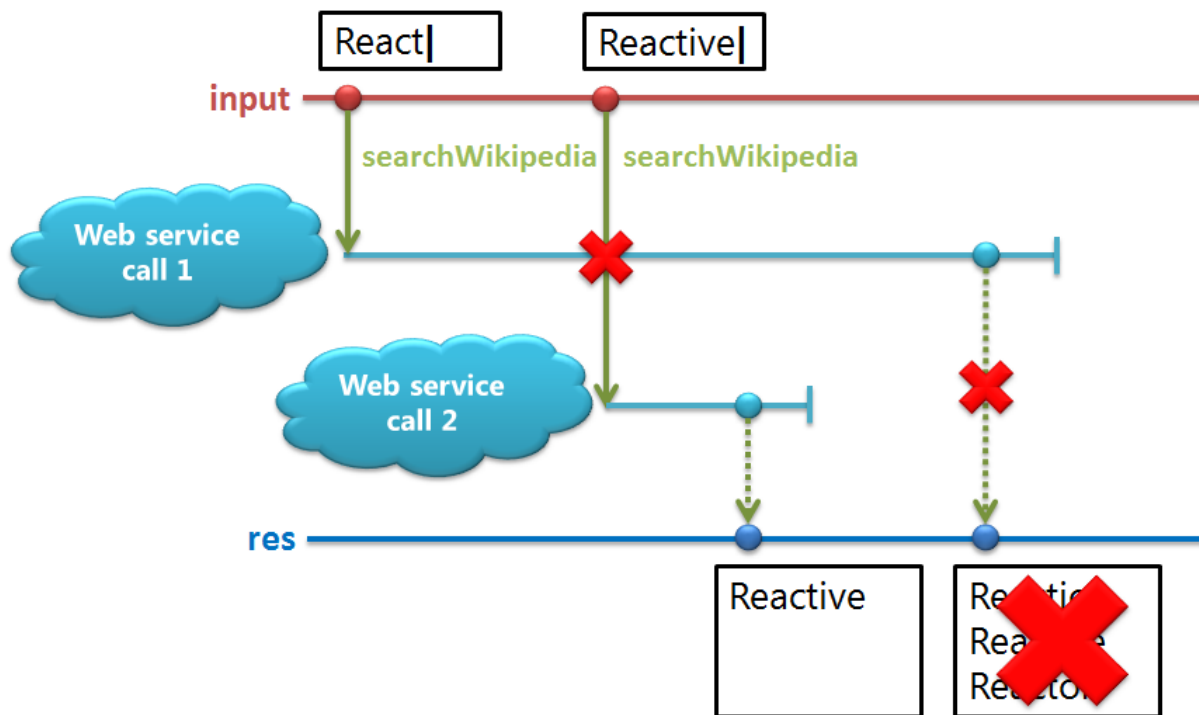 React|
Reactive|
input
searchWikipedia
searchWikipedia
Web service
call 1
Web service
call 2
res
Reactive